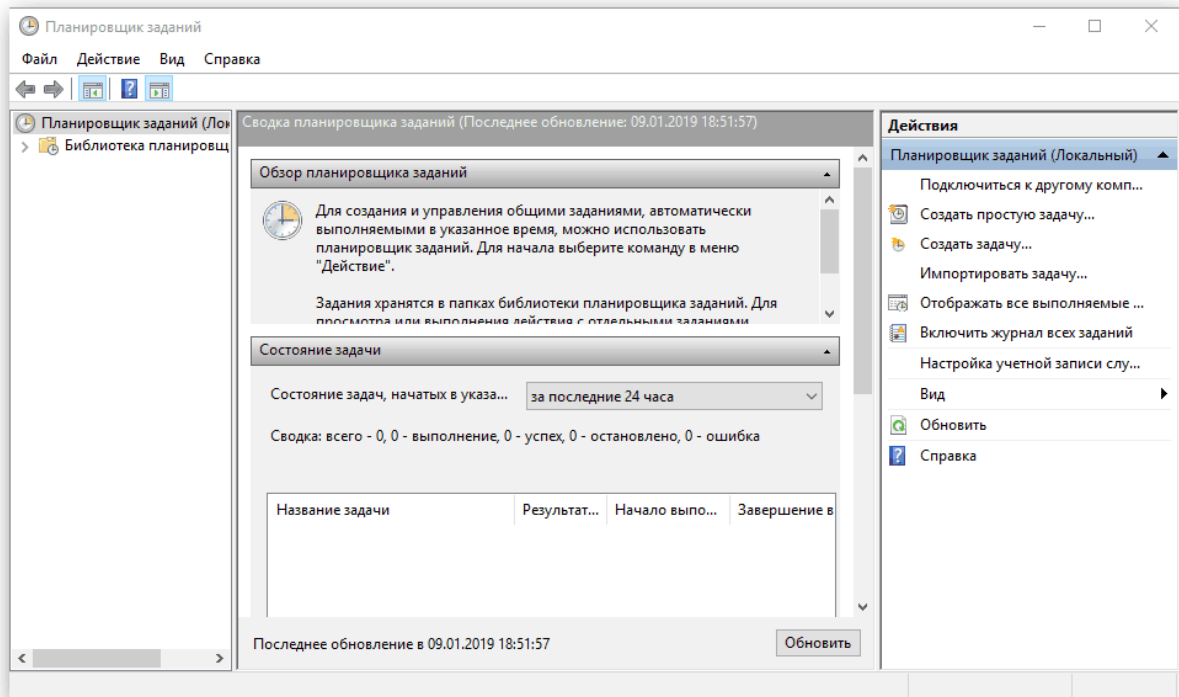 Планировщик заданий
Файл Действие Вид Справка
Планировщик заданий (Лок
Библиотека планировщ
Сводка планировщика заданий (Последнее обновление: 09.01.2019 18:51:57)
Обзор планировщика заданий
Для создания и управления общими заданиями, автоматически
выполняемыми в указанное время, можно использовать
планировщик заданий. Для начала выберите команду в меню
"Действие".
Задания хранятся в папках библиотеки планировщика заданий. Для
просмотра или выполнения действия с отдельными заданиями
Состояние задачи
Состояние задач, начатых в указа... за последние 24 часа
Сводка: всего - 0, 0 - выполнение, 0 - успех, 0 - остановлено, 0 - ошибка
Название задачи Результат... Начало выпо... Завершение в
Последнее обновление в 09.01.2019 18:51:57 Обновить
Действия
Планировщик заданий (Локальный)
Подключиться к другому комп...
Создать простую задачу...
Создать задачу...
Импортировать задачу...
Отображать все выполняемые ...
Включить журнал всех заданий
Настройка учетной записи слу...
Вид
Обновить
Справка